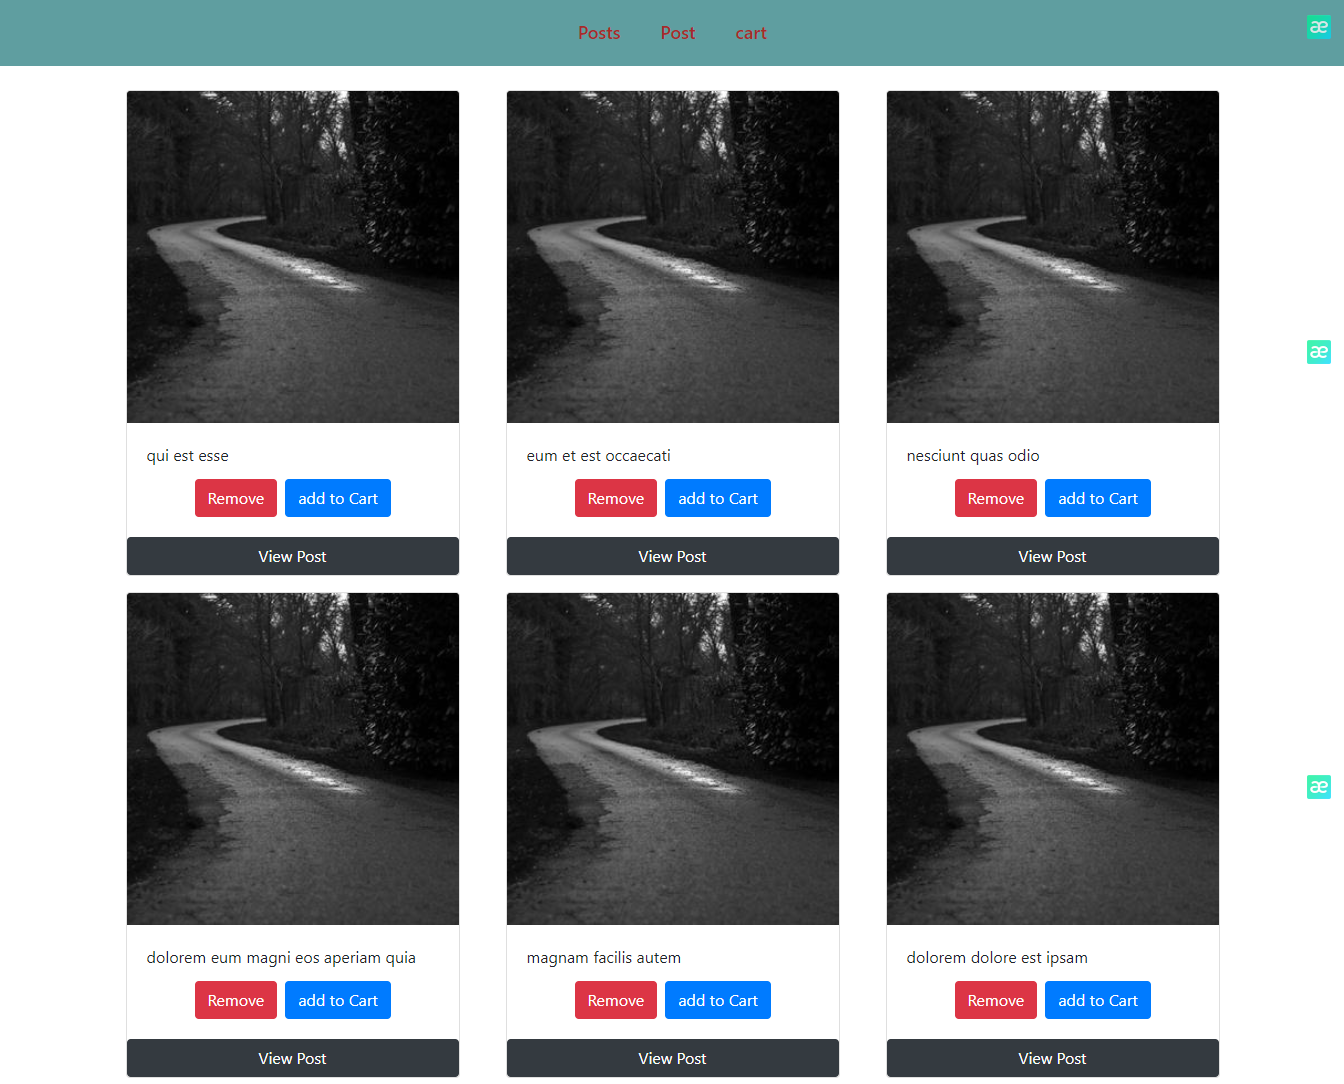 Posts Post cart
æ
qui est esse
Remove add to Cart
View Post
eum et est occaecati
Remove add to Cart
View Post
nesciunt quas odio
Remove add to Cart
View Post
æ
dolorem eum magni eos aperiam quia
Remove add to Cart
View Post
magnam facilis autem
Remove add to Cart
View Post
dolorem dolore est ipsam
Remove add to Cart
View Post
æ